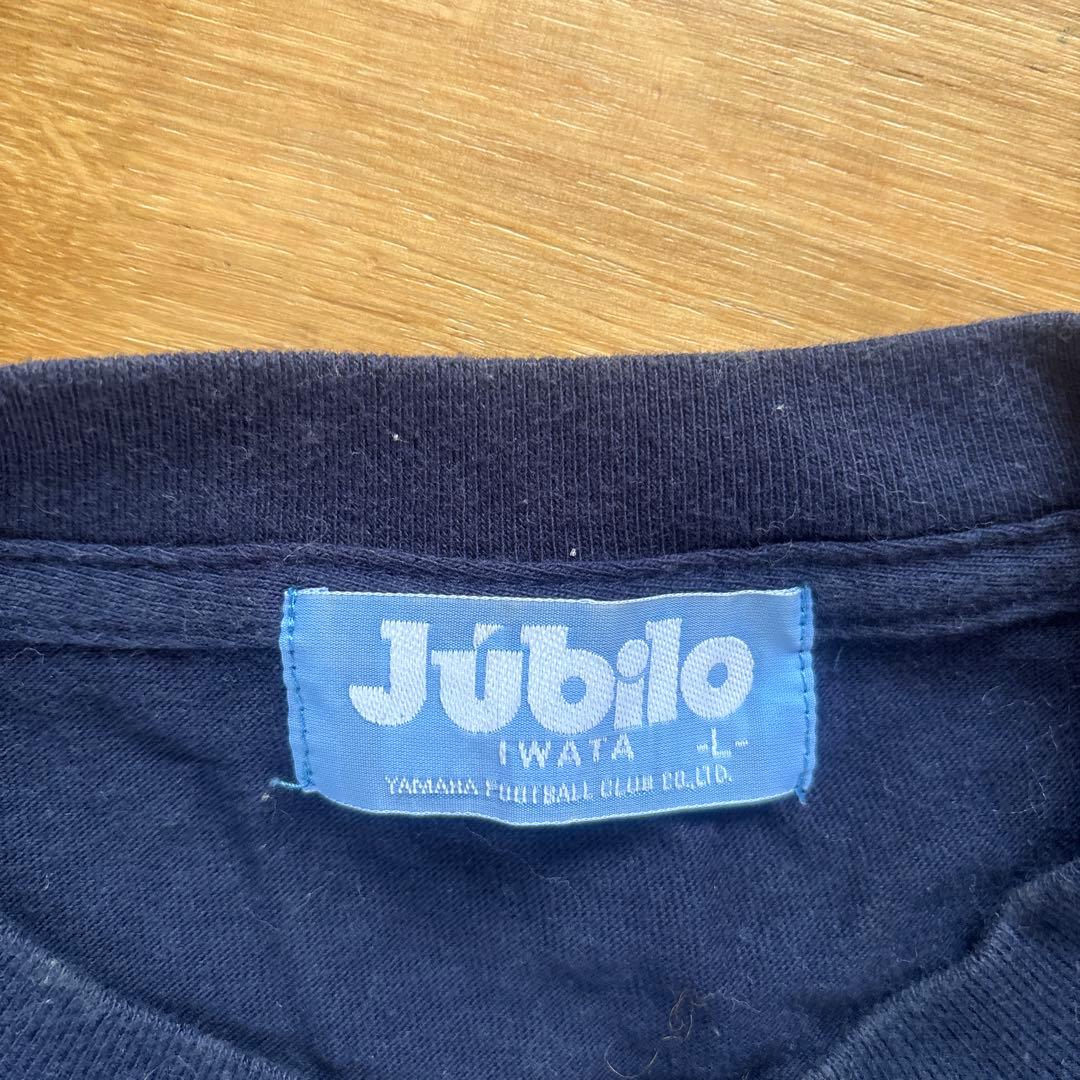 Júbilo
IWATA -L-
YAMAHA FOOTBALL CLUB CO.,LTD.